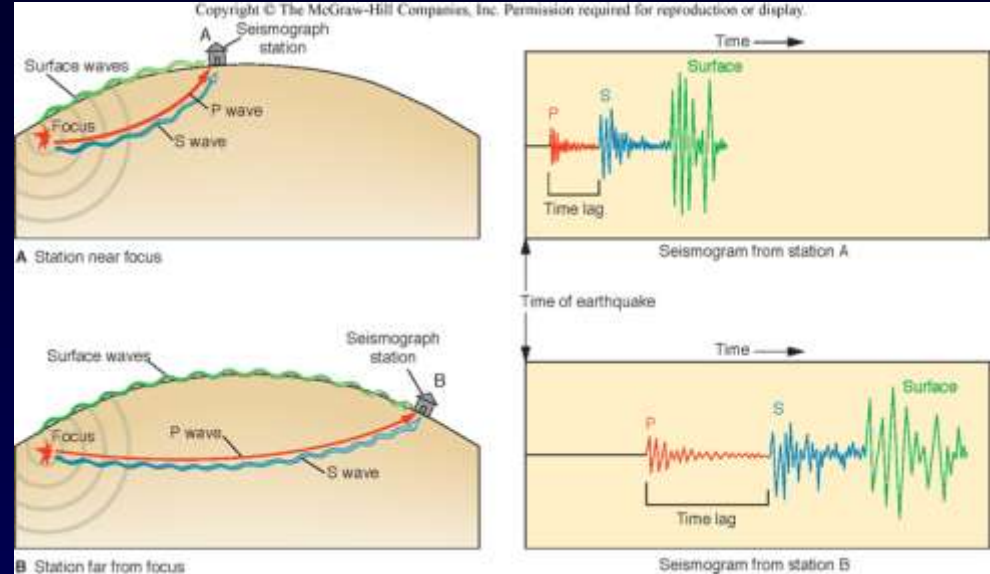 Copyright © The McGraw-Hill Companies, Inc. Permission required for reproduction or display.
A
Seismograph
station
Surface waves
P wave
Focus
S wave
A Station near focus
Time
Surface
S
P
Time lag
Seismogram from station A
Time of earthquake
Seismograph
station
B
Surface waves
Focus
P wave
S wave
B Station far from focus
Time
Surface
S
P
Time lag
Seismogram from station B